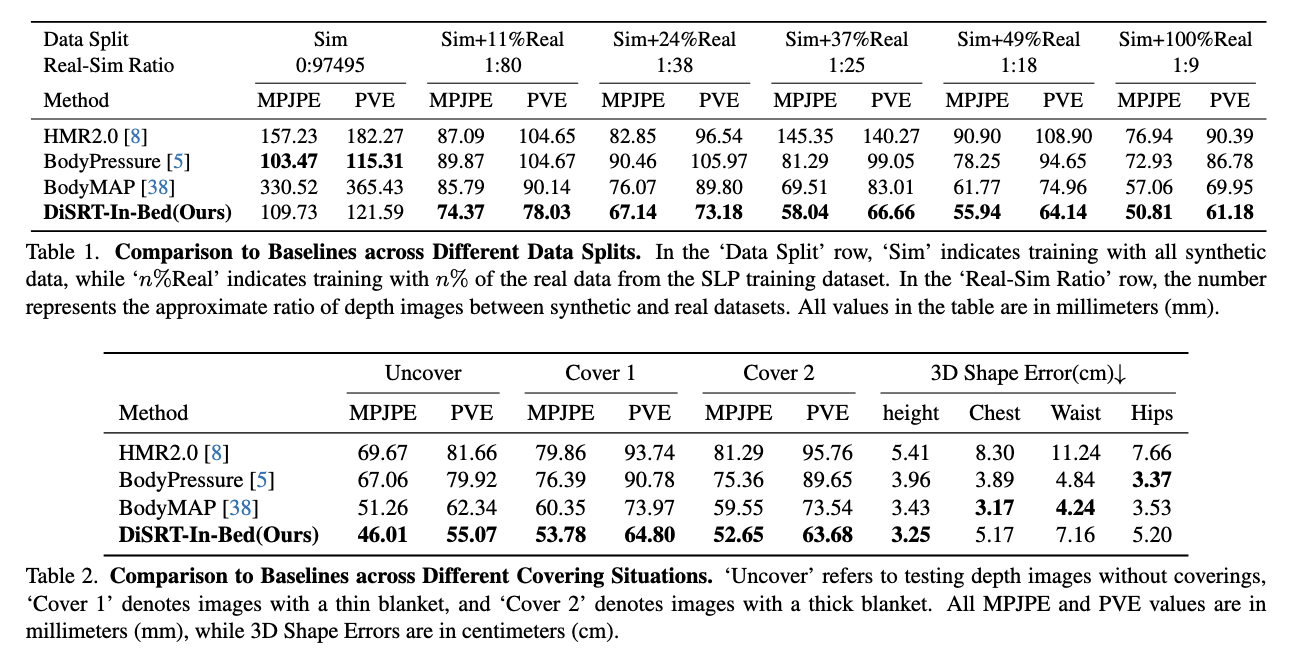 Data Split Sim Sim+11%Real Sim+24%Real Sim+37%Real Sim+49%Real Sim+100%Real
Real-Sim Ratio 0:97495 1:80 1:38 1:25 1:18 1:9
Method MPJPE PVE MPJPE PVE MPJPE PVE MPJPE PVE MPJPE PVE MPJPE PVE
HMR2.0 [8] 157.23 182.27 87.09 104.65 82.85 96.54 145.35 140.27 90.90 108.90 76.94 90.39
BodyPressure [5] 103.47 115.31 89.87 104.67 90.46 105.97 81.29 99.05 78.25 94.65 72.93 86.78
BodyMAP [38] 330.52 365.43 85.79 90.14 76.07 89.80 69.51 83.01 61.77 74.96 57.06 69.95
DiSRT-In-Bed(Ours) 109.73 121.59 74.37 78.03 67.14 73.18 58.04 66.66 55.94 64.14 50.81 61.18
Table 1. Comparison to Baselines across Different Data Splits. In the ‘Data Split’ row, ‘Sim’ indicates training with all synthetic
data, while ‘n%Real’ indicates training with n% of the real data from the SLP training dataset. In the ‘Real-Sim Ratio’ row, the number
represents the approximate ratio of depth images between synthetic and real datasets. All values in the table are in millimeters (mm).
Uncover Cover 1 Cover 2 3D Shape Error(cm)↓
Method MPJPE PVE MPJPE PVE MPJPE PVE height Chest Waist Hips
HMR2.0 [8] 69.67 81.66 79.86 93.74 81.29 95.76 5.41 8.30 11.24 7.66
BodyPressure [5] 67.06 79.92 76.39 90.78 75.36 89.65 3.96 3.89 4.84 3.37
BodyMAP [38] 51.26 62.34 60.35 73.97 59.55 73.54 3.43 3.17 4.24 3.53
DiSRT-In-Bed(Ours) 46.01 55.07 53.78 64.80 52.65 63.68 3.25 5.17 7.16 5.20
Table 2. Comparison to Baselines across Different Covering Situations. ‘Uncover’ refers to testing depth images without coverings,
‘Cover 1’ denotes images with a thin blanket, and ‘Cover 2’ denotes images with a thick blanket. All MPJPE and PVE values are in
millimeters (mm), while 3D Shape Errors are in centimeters (cm).